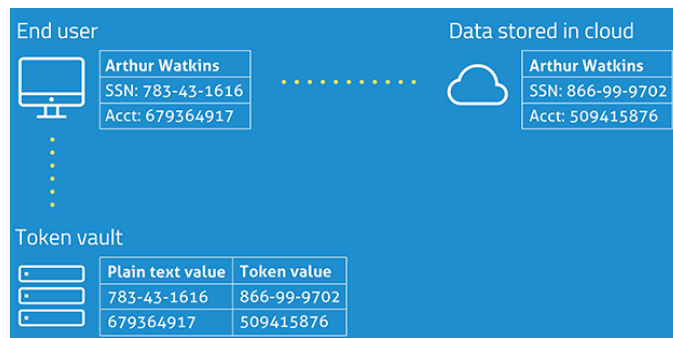 End user
Arthur Watkins
SSN: 783-43-1616
Acct: 679364917
Data stored in cloud
Arthur Watkins
SSN: 866-99-9702
Acct: 509415876
Token vault
Plain text value Token value
783-43-1616 866-99-9702
679364917 509415876